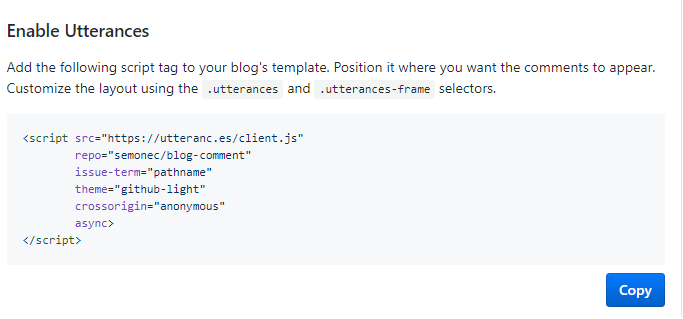 Enable Utterances
Add the following script tag to your blog's template. Position it where you want the comments to appear.
Customize the layout using the .utterances and .utterances-frame selectors.
<script src="https://utteranc.es/client.js"
        repo="semonec/blog-comment"
        issue-term="pathname"
        theme="github-light"
        crossorigin="anonymous"
        async>
</script>
Copy